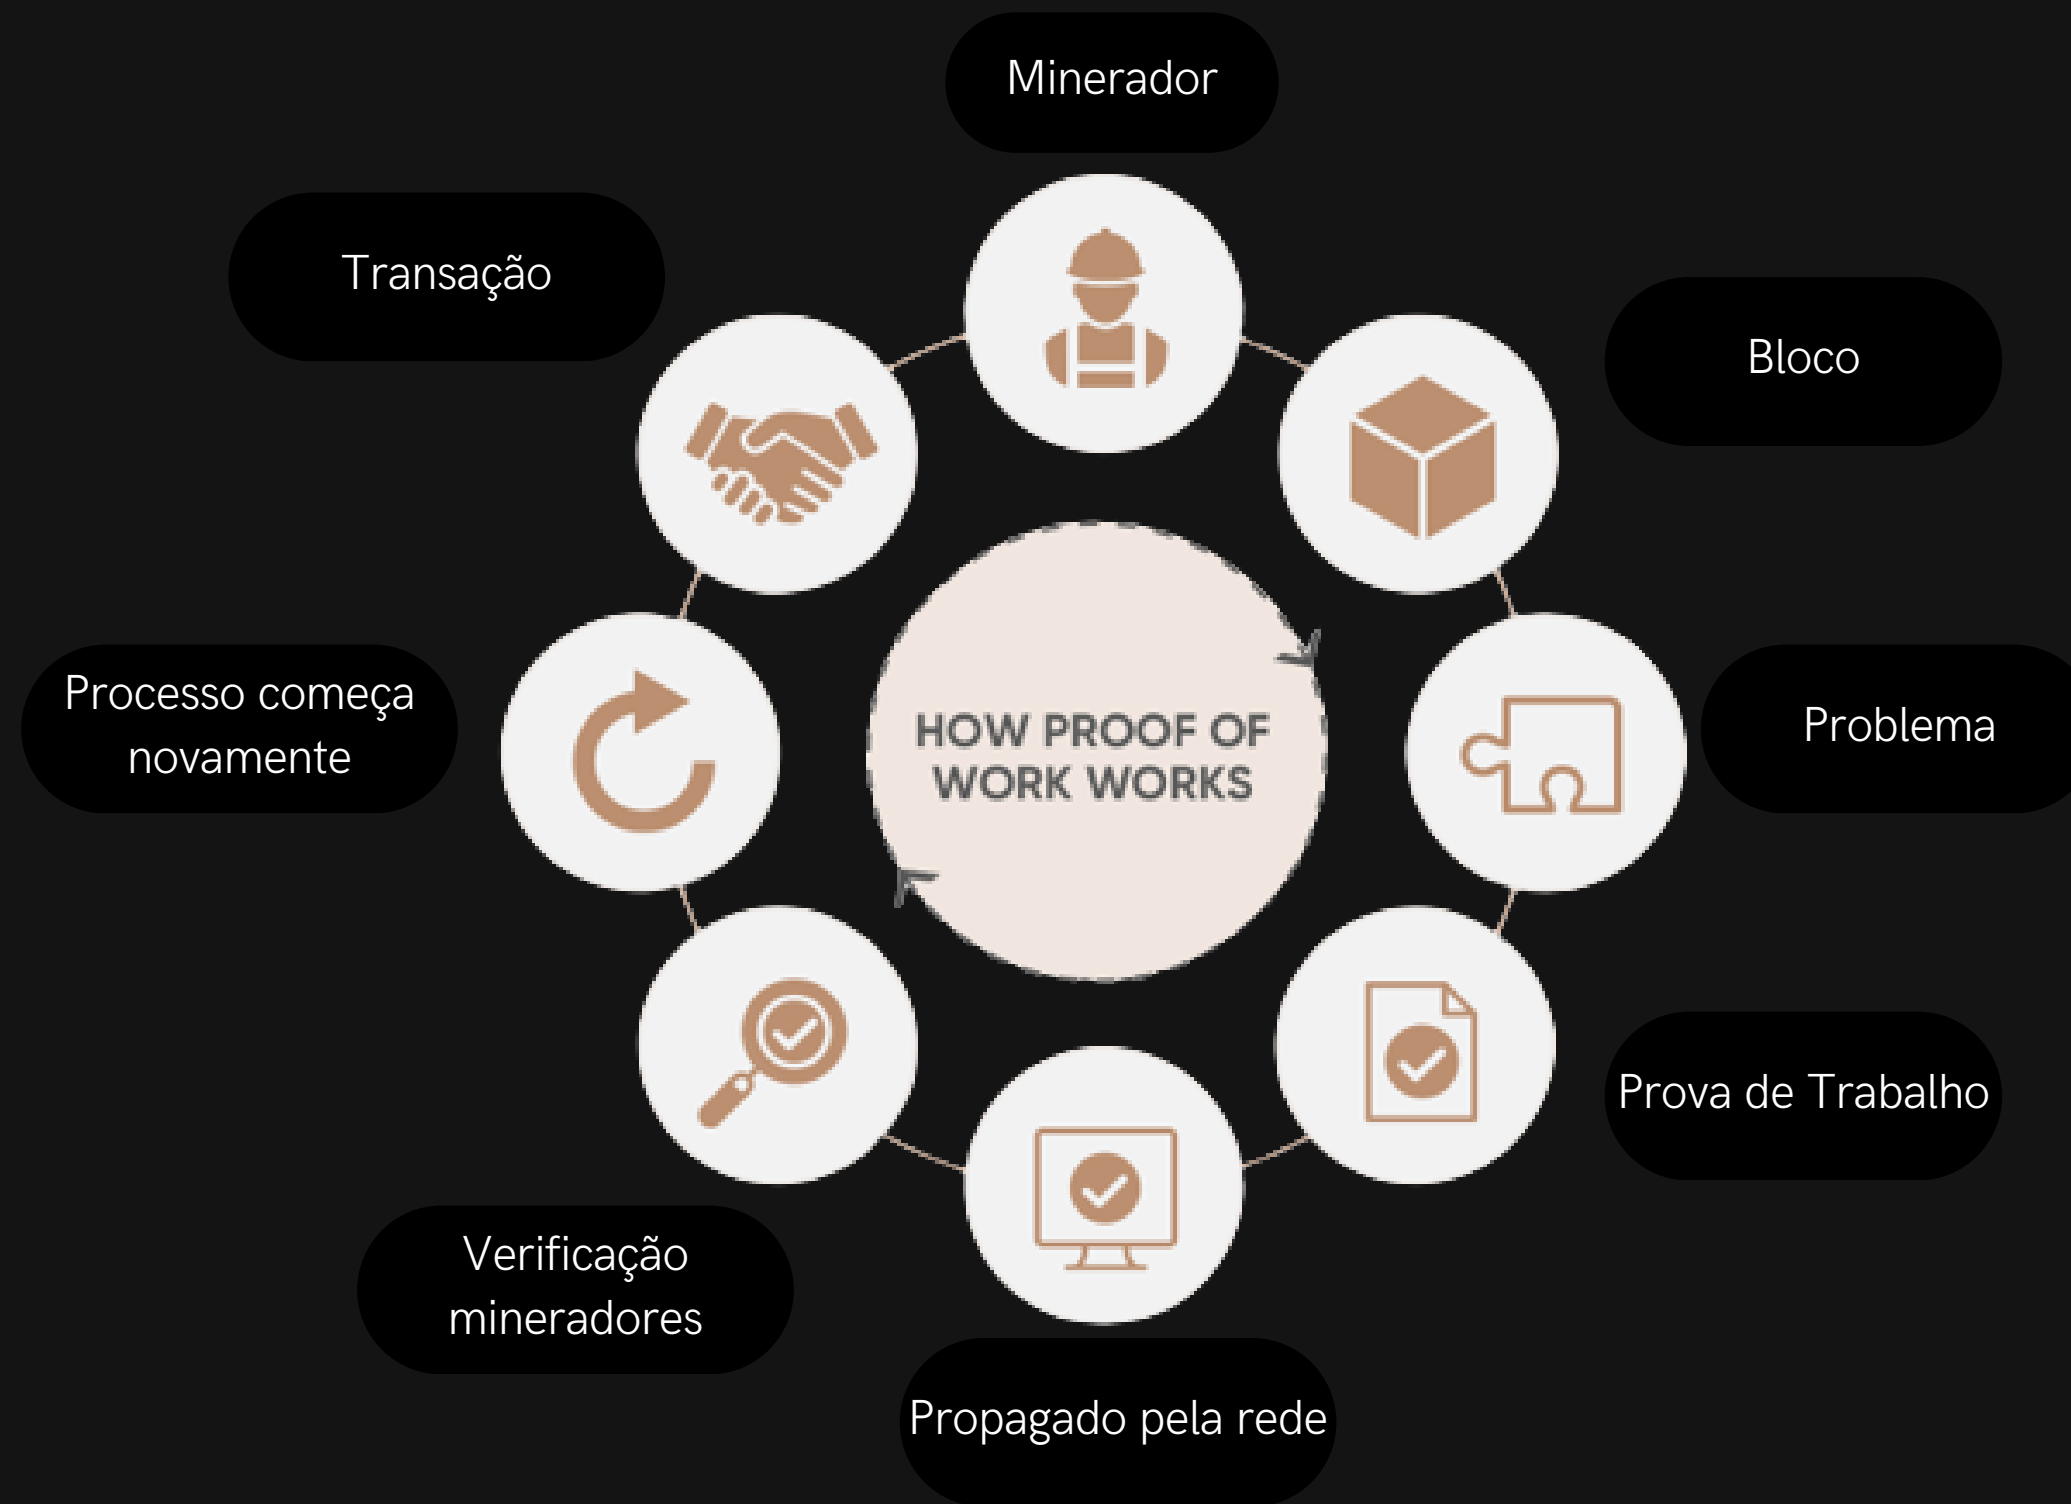 Minerador
Transação
Bloco
Processo começa
novamente
HOW PROOF OF
WORK WORKS
Problema
Prova de Trabalho
Verificação
mineradores
Propagado pela rede